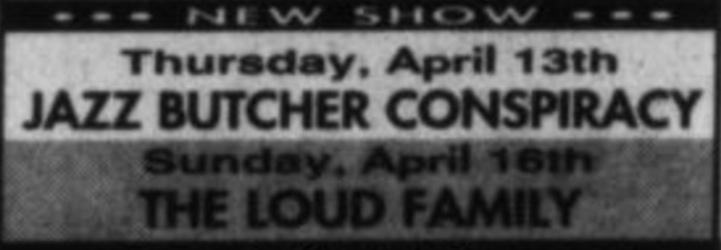 --- NEW SHOW ---
Thursday, April 13th
JAZZ BUTCHER CONSPIRACY
Sunday, April 16th
THE LOUD FAMILY